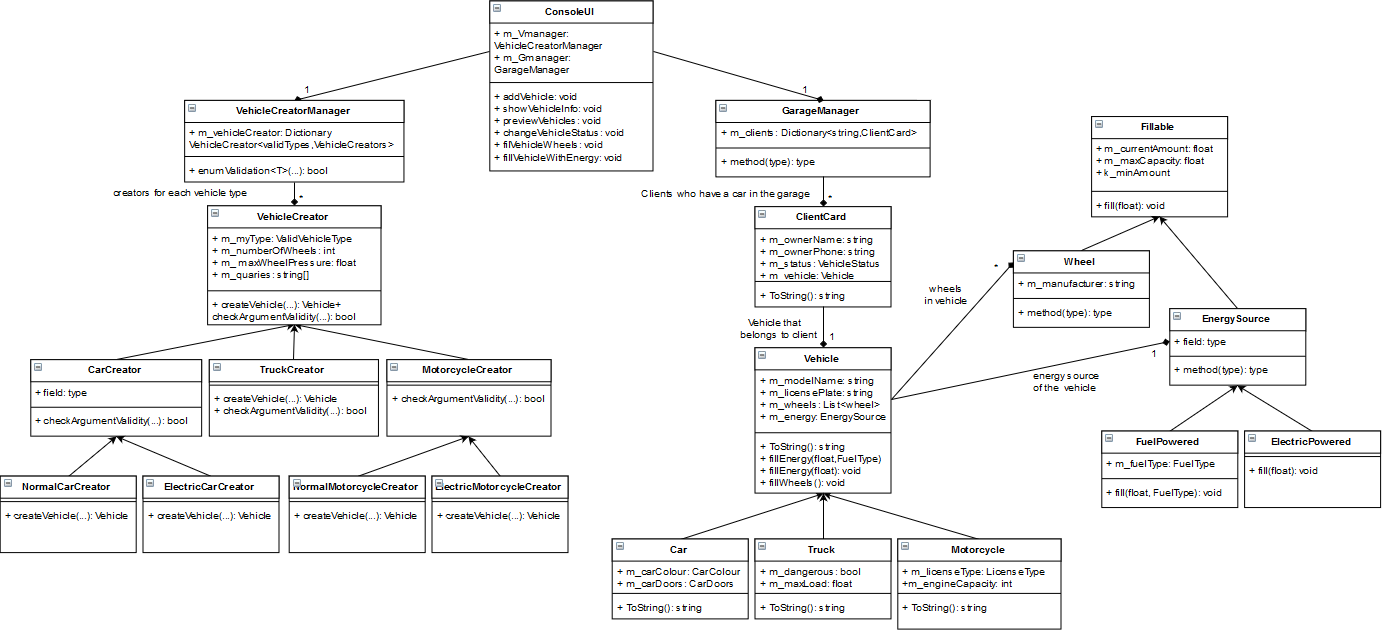 ConsoleUI
+ m_Vmanager:
VehicleCreatorManager
+ m_Gmanager:
GarageManager
+ addVehicle: void
+ showVehicleInfo: void
+ previewVehicles: void
+ changeVehicleStatus: void
+ filVehicleWheels: void
+ fillVehicleWithEnergy: void
1
1
VehicleCreatorManager
+ m_vehicleCreator: Dictionary
VehicleCreator<validTypes,VehicleCreators>
+ enumValidation<T>(...): bool
creators for each vehicle type
*
GarageManager
+ m_clients: Dictionary<string,ClientCard>
+ method(type): type
Clients who have a car in the garage
*
Fillable
+ m_currentAmount: float
+ m_maxCapacity: float
+ k_minAmount
+ fill(float): void
VehicleCreator
+ m_myType: ValidVehicleType
+ m_numberOfWheels: int
+ m_maxWheelPressure: float
+ m_quaries: string[]
+ createVehicle(...): Vehicle+
checkArgumentValidity(...): bool
ClientCard
+ m_ownerName: string
+ m_ownerPhone: string
+ m_status: VehicleStatus
+ m_vehicle: Vehicle
+ ToString(): string
Vehicle that
belongs to client
1
*
wheels
in vehicle
Wheel
+ m_manufacturer: string
+ method(type): type
EnergySource
+ field: type
+ method(type): type
1
energy source
of the vehicle
CarCreator
+ field: type
+ checkArgumentValidity(...): bool
TruckCreator
+ createVehicle(...): Vehicle
+ checkArgumentValidity(...): bool
MotorcycleCreator
+ checkArgumentValidity(...): bool
Vehicle
+ m_modelName: string
+ m_licensePlate: string
+ m_wheels: List<wheel>
+ m_energy: EnergySource
+ ToString(): string
+ fillEnergy(float,FuelType)
+ fillEnergy(float): void
+ fillWheels(): void
FuelPowered
+ m_fuelType: FuelType
+ fill(float, FuelType): void
ElectricPowered
+ fill(float): void
NormalCarCreator
+ createVehicle(...): Vehicle
ElectricCarCreator
+ createVehicle(...): Vehicle
NormalMotorcycleCreator
+ createVehicle(...): Vehicle
ElectricMotorcycleCreator
+ createVehicle(...): Vehicle
Car
+ m_carColour: CarColour
+ m_carDoors: CarDoors
+ ToString(): string
Truck
+ m_dangerous: bool
+ m_maxLoad: float
+ ToString(): string
Motorcycle
+ m_licenseType: LicenseType
+m_engineCapacity: int
+ ToString(): string